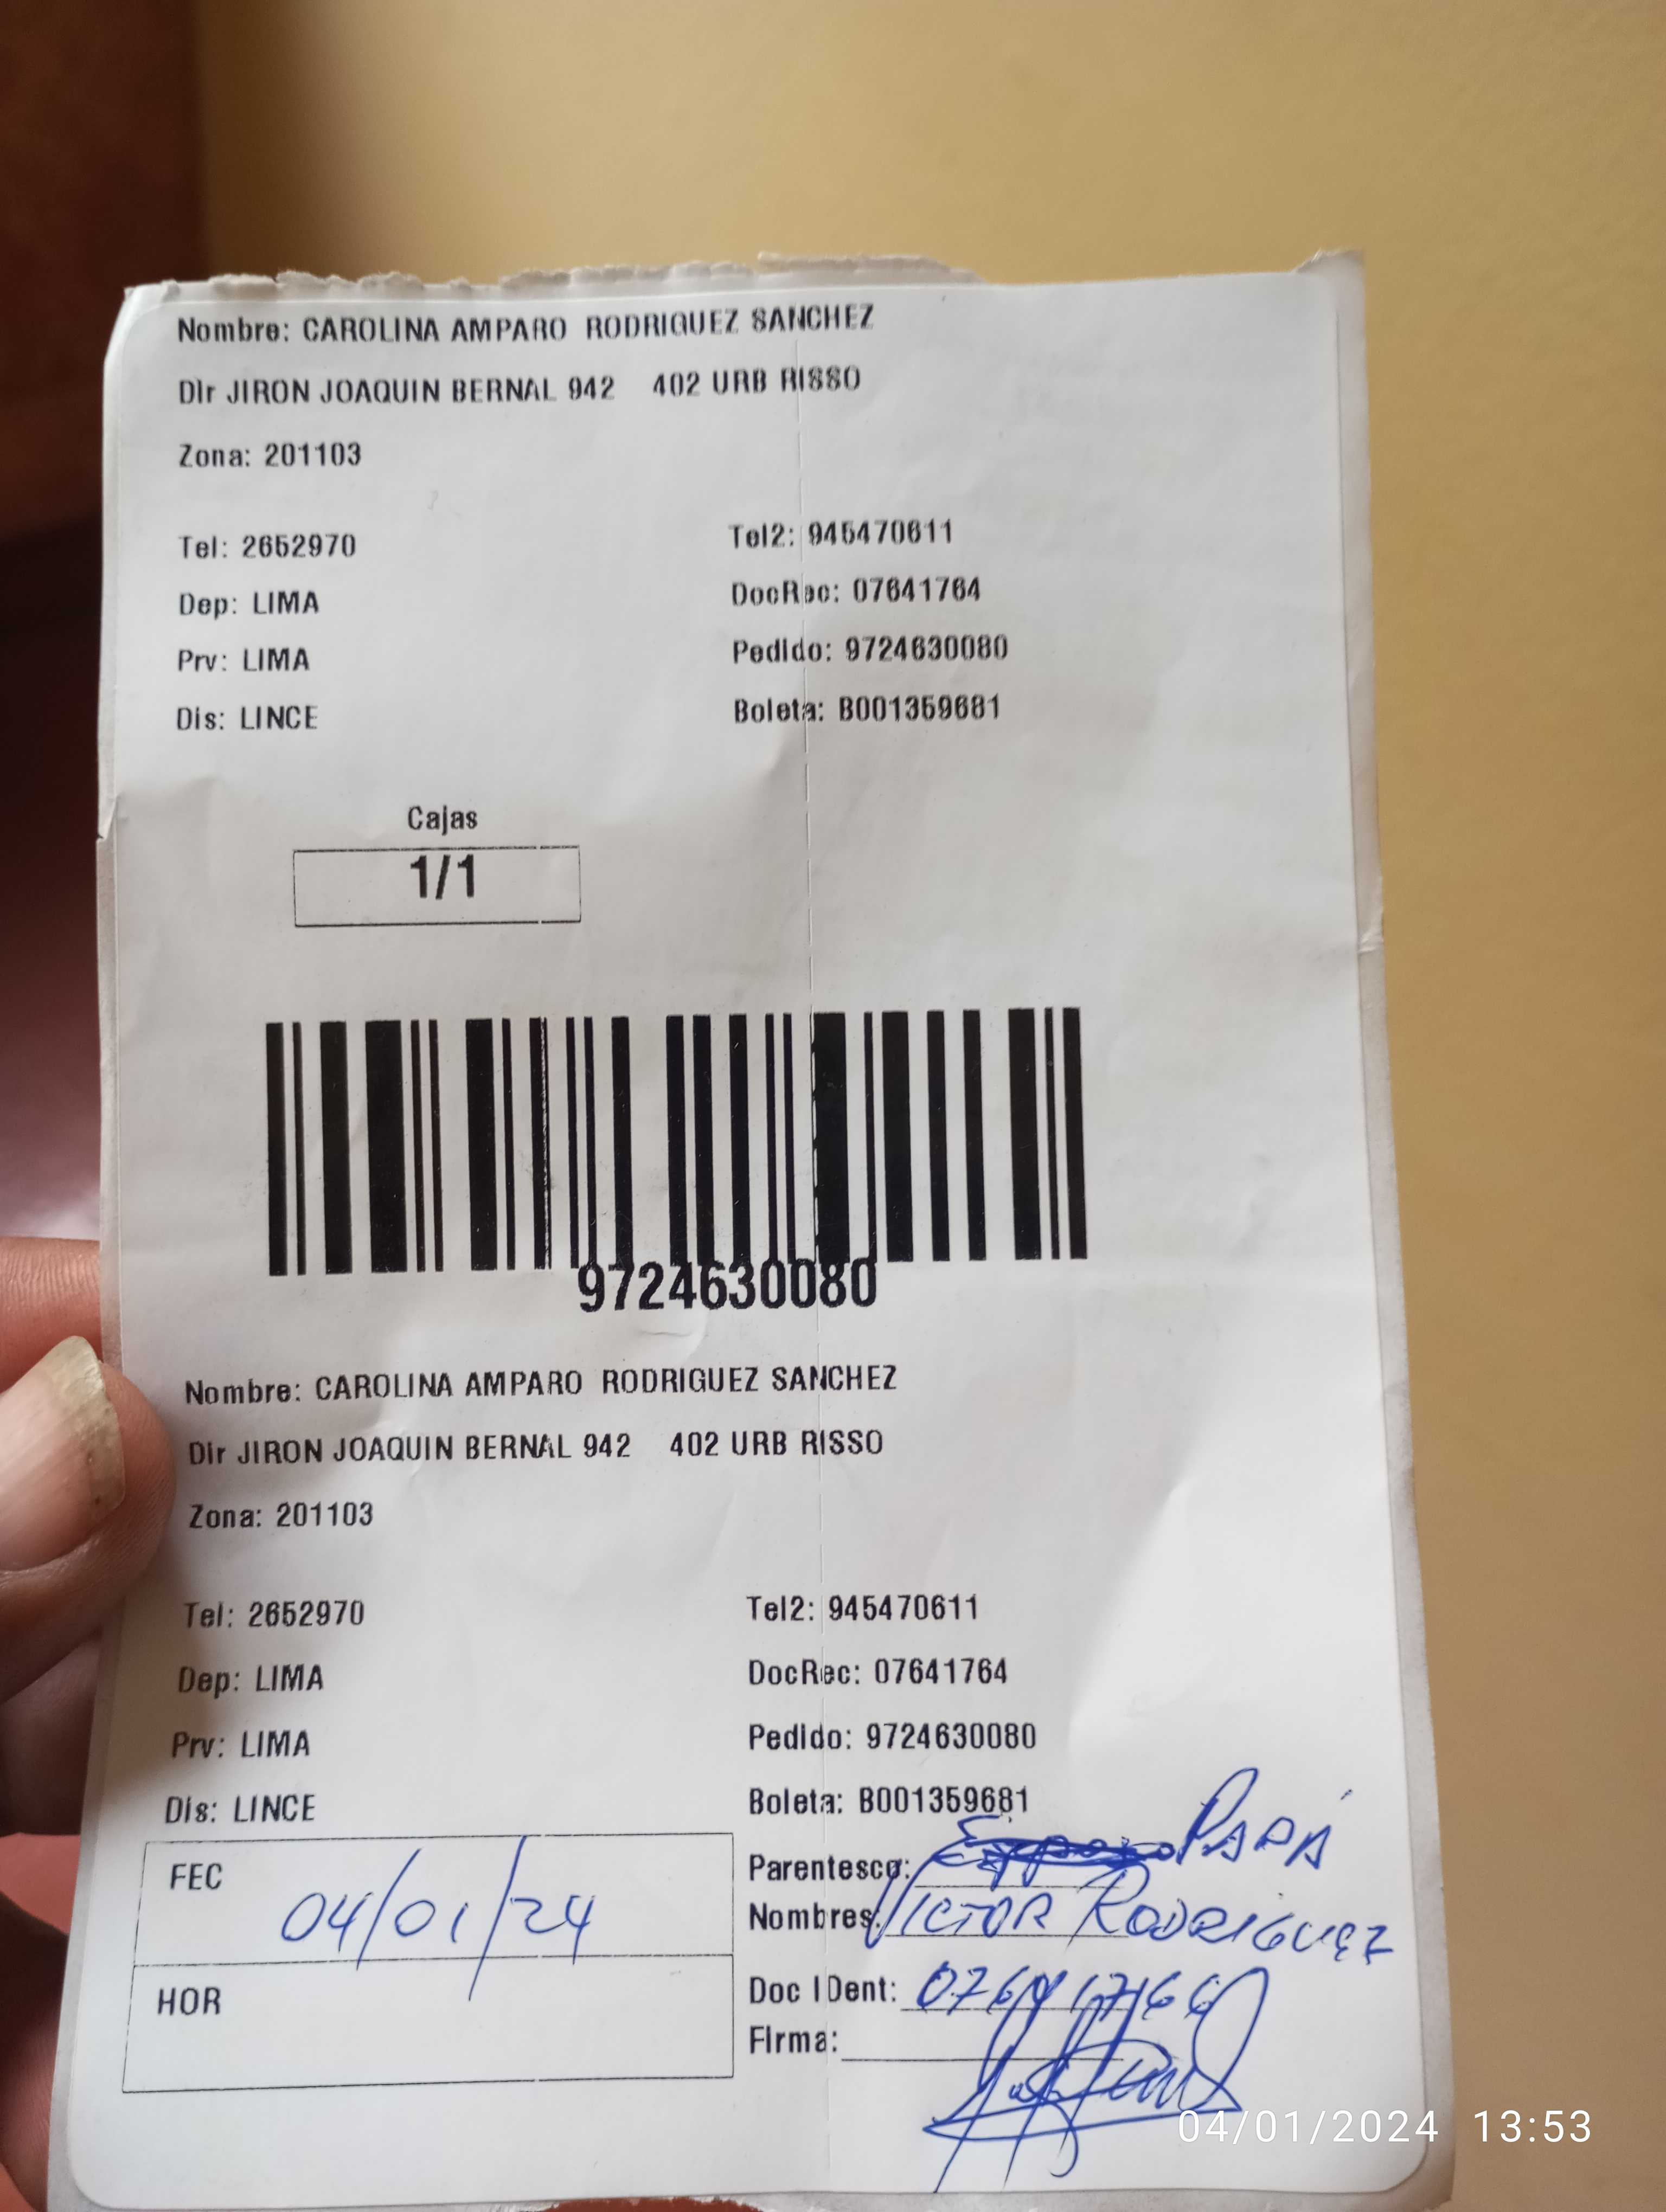 Nombre: CAROLINA AMPARO RODRIGUEZ SANCHEZ
Dir JIRON JOAQUIN BERNAL 942 402 URB RISSO
Zona: 201103
Tel: 2652970 Tel2: 945470611
Dep: LIMA DocRec: 07641764
Prv: LIMA Pedido: 9724630080
Dis: LINCE Boleta: B001359681
Cajas
1/1
9724630080
Nombre: CAROLINA AMPARO RODRIGUEZ SANCHEZ
Dir JIRON JOAQUIN BERNAL 942 402 URB RISSO
Zona: 201103
Tel: 2652970 Tel2: 945470611
Dep: LIMA DocRec: 07641764
Prv: LIMA Pedido: 9724630080
Dis: LINCE Boleta: B001359681
FEC 04/01/24
HOR
Parentesco: PAPÁ
Nombres: VICTOR RODRIGUEZ
Doc IDent:
Firma:
04/01/2024 13:53